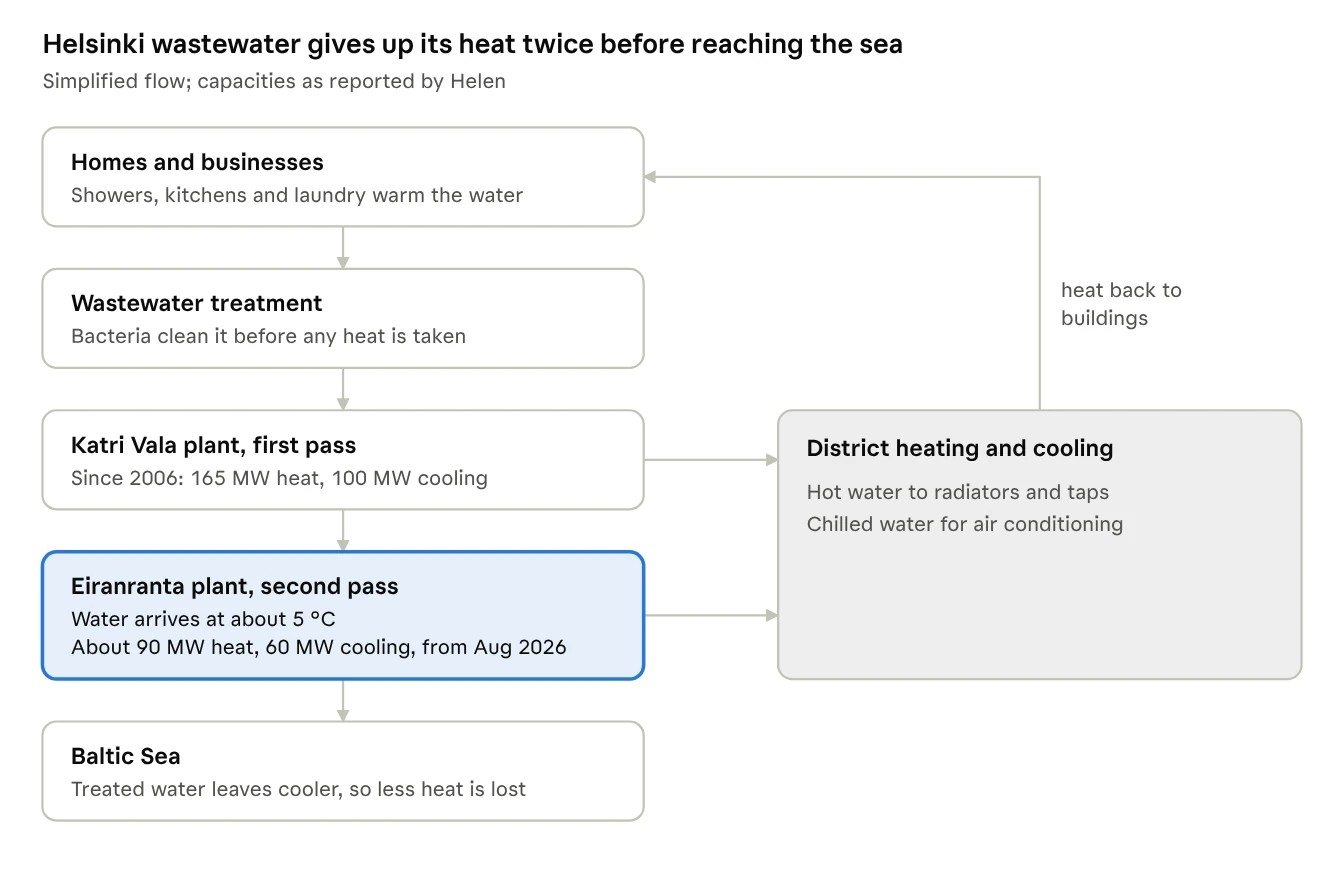 Helsinki wastewater gives up its heat twice before reaching the sea
Simplified flow; capacities as reported by Helen
Homes and businesses
Showers, kitchens and laundry warm the water
heat back to
buildings
Wastewater treatment
Bacteria clean it before any heat is taken
Katri Vala plant, first pass
Since 2006: 165 MW heat, 100 MW cooling
District heating and cooling
Hot water to radiators and taps
Chilled water for air conditioning
Eiranranta plant, second pass
Water arrives at about 5 °C
About 90 MW heat, 60 MW cooling, from Aug 2026
Baltic Sea
Treated water leaves cooler, so less heat is lost